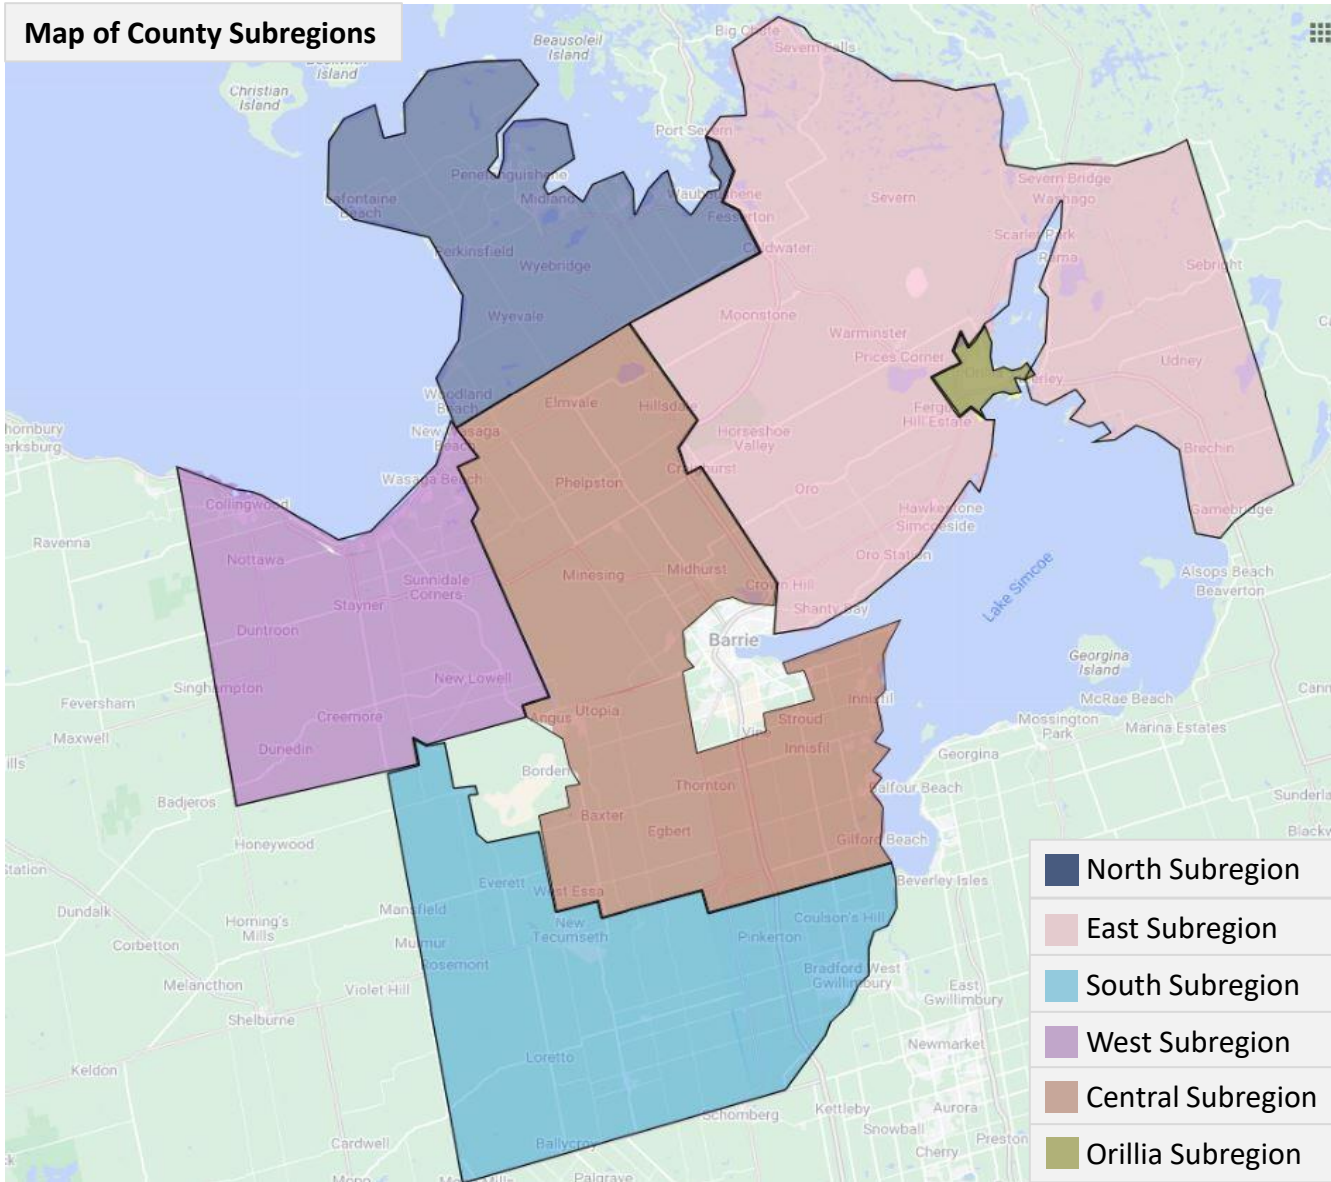 Map of County Subregions
Beausoleil
Island
Big Chute
Severn Falls
Island
Christian
Island
Port Severn
Penetanguishene
Midland
Waubaushene
Fesserton
Lafontaine
Beach
Severn
Severn Bridge
Washago
Scarlet Park
Rama
Sebright
Perkinsfield
Wyebridge
Coldwater
Wyevale
Moonstone
Warminster
Prices Corner
Udney
Woodland
Beach
Elmvale
Hillsdale
Hill Estate
Horseshoe
Valley
New Wasaga
Beach
Craighurst
Brechin
Phelpston
Wasaga Beach
Oro
Hawkestone
Simcoeside
Gamebridge
Collingwood
Ravenna
Nottawa
Oro Station
Minesing
Midhurst
Crown Hill
Sunnidale
Corners
Stayner
Shanty Bay
Lake Simcoe
Alsops Beach
Beaverton
Duntroon
Barrie
Georgina
Island
Singhampton
New Lowell
McRae Beach
Feversham
Creemore
Angus
Utopia
Innisfil
Stroud
Mossington
Park
Marina Estates
Maxwell
Dunedin
Innisfil
Georgina
Borden
Thornton
Balfour Beach
Badjeros
Baxter
Egbert
Gilford Beach
Honeywood
Beverley Isles
Everett
West Essa
Dundalk
Mansfield
Horning's
Mills
New
Tecumseth
Coulson's Hill
Pinkerton
Corbetton
Mulmur
Rosemont
Bradford West
Gwillimbury
Melancthon
Violet Hill
East
Gwillimbury
Shelburne
Newmarket
Keldon
Loretto
Schomberg
Kettleby
Aurora
Snowball
Cardwell
Ballycroy
Cherry
Preston
Palgrave
North Subregion
East Subregion
South Subregion
West Subregion
Central Subregion
Orillia Subregion